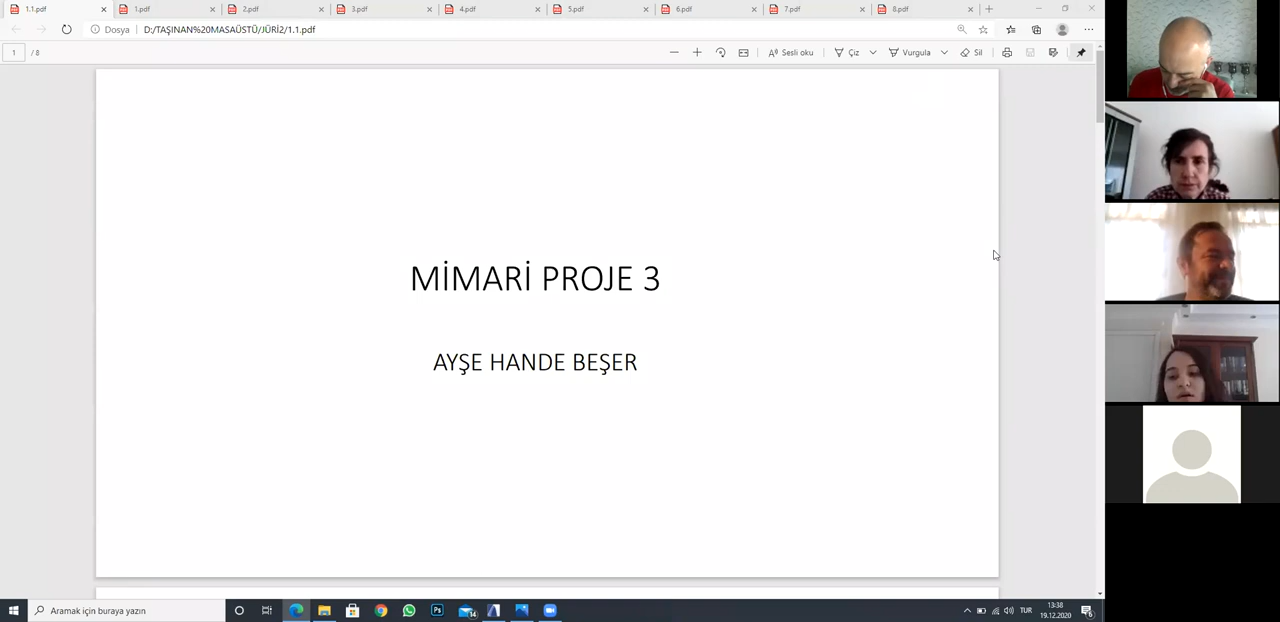 1.1.pdf
1.pdf
2.pdf
3.pdf
4.pdf
5.pdf
6.pdf
7.pdf
8.pdf
Dosya
D:/TAŞINAN%20MASAÜSTÜ/JÜRİ2/1.1.pdf
1 / 8
Sesli oku
Çiz
Vurgula
Sil
MİMARİ PROJE 3
AYŞE HANDE BEŞER
Aramak için buraya yazın
14
TUR
13:38
19.12.2020